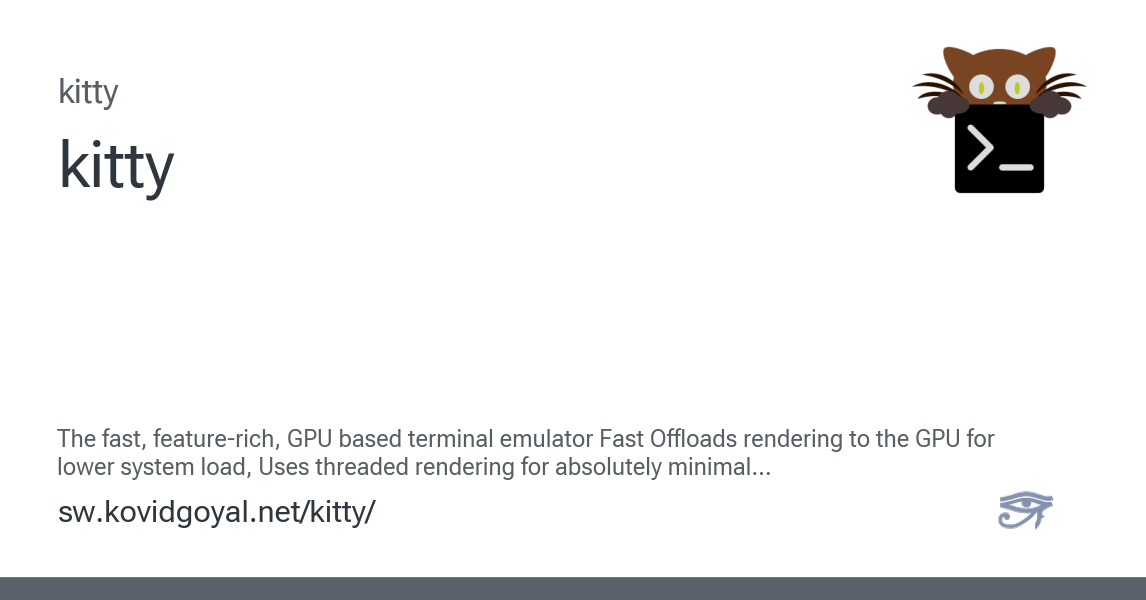 kitty
kitty
The fast, feature-rich, GPU based terminal emulator Fast Offloads rendering to the GPU for
lower system load, Uses threaded rendering for absolutely minimal...
sw.kovidgoyal.net/kitty/